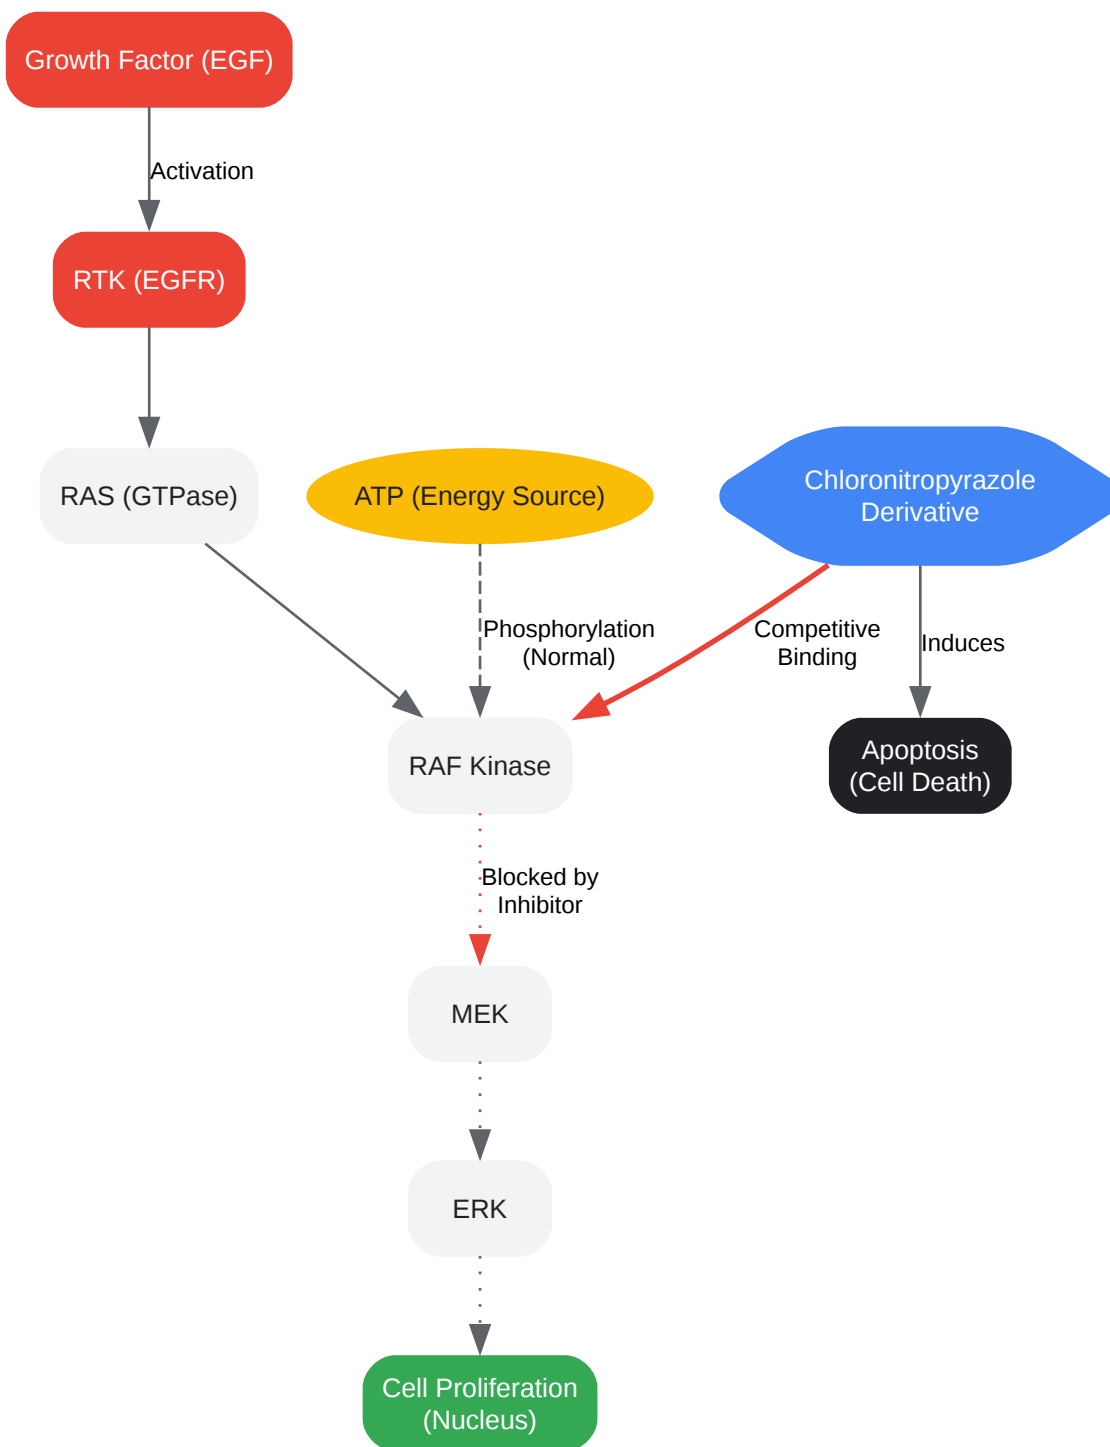 Growth Factor (EGF)
Activation
RTK (EGFR)
RAS (GTPase)
ATP (Energy Source)
Chloronitropyrazole
Derivative
Phosphorylation
(Normal)
Competitive
Binding
Induces
RAF Kinase
Apoptosis
(Cell Death)
Blocked by
Inhibitor
MEK
ERK
Cell Proliferation
(Nucleus)